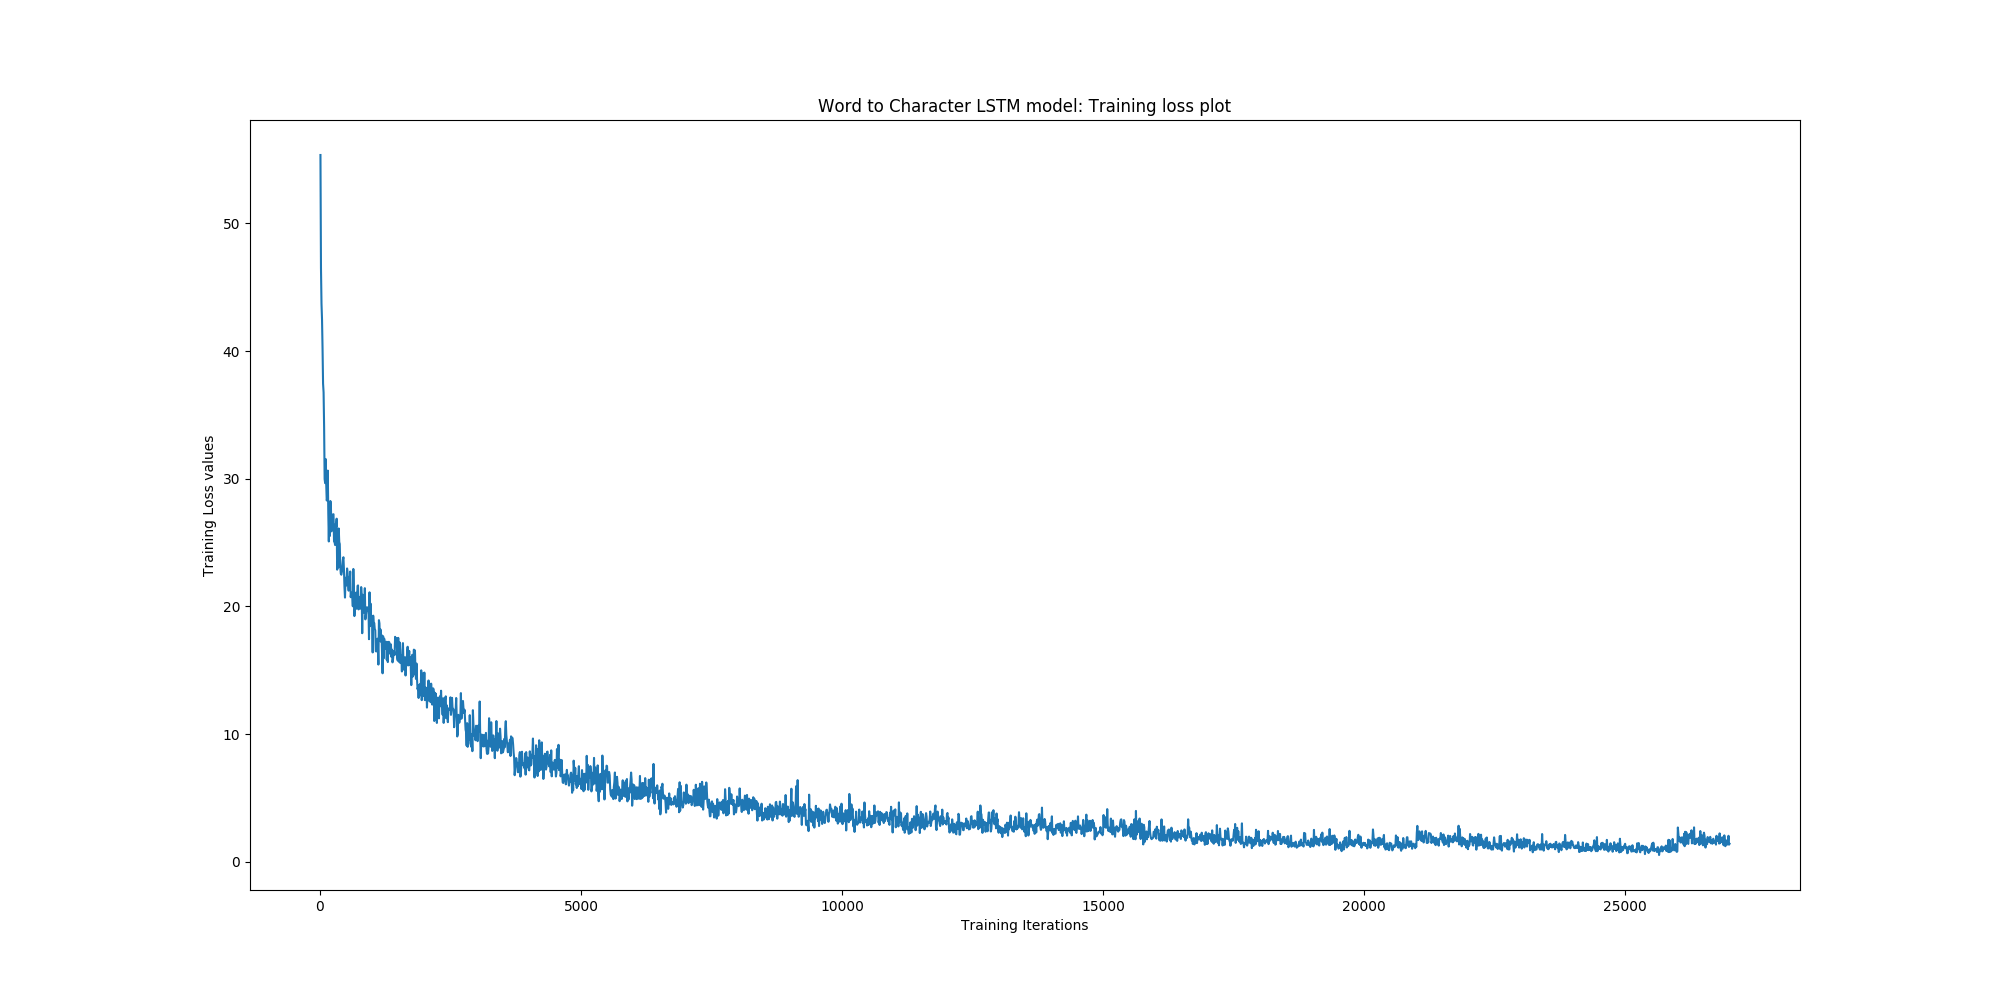 Word to Character LSTM model: Training loss plot
50
40
30
20
10
0
Training Loss values
0 5000 10000 15000 20000 25000
Training Iterations